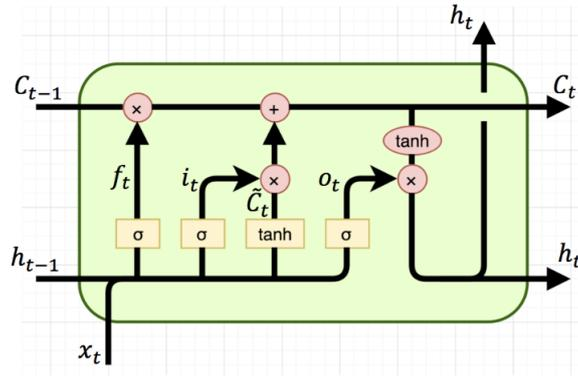 h_t
C_{t-1} × + C_t
tanh
f_t i_t × o_t ×
C̃_t
σ σ tanh σ
h_{t-1} h_t
x_t